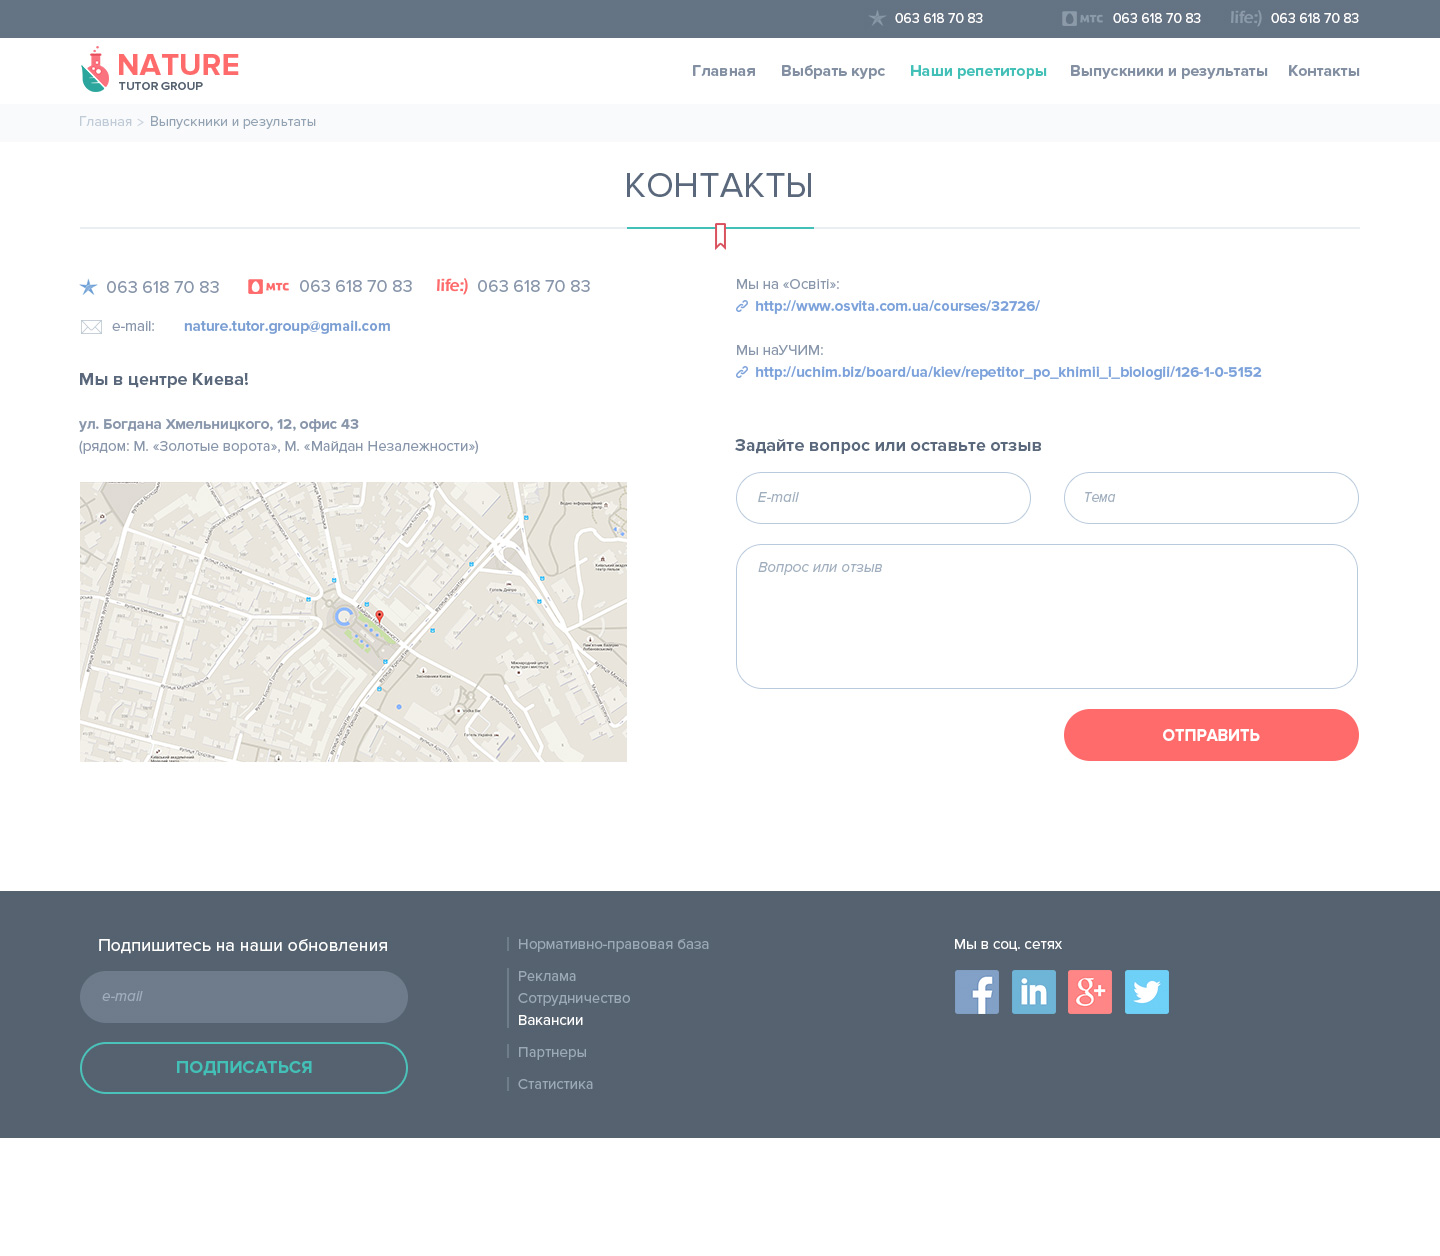 063 618 70 83
мтс 063 618 70 83
life:) 063 618 70 83
NATURE
TUTOR GROUP
Главная
Выбрать курс
Наши репетиторы
Выпускники и результаты
Контакты
Главная > Выпускники и результаты
КОНТАКТЫ
063 618 70 83
мтс 063 618 70 83
life:) 063 618 70 83
e-mail: nature.tutor.group@gmail.com
Мы в центре Киева!
ул. Богдана Хмельницкого, 12, офис 43
(рядом: М. «Золотые ворота», М. «Майдан Незалежности»)
Мы на «Освіті»:
http://www.osvita.com.ua/courses/32726/
Мы наУЧИМ:
http://uchim.biz/board/ua/kiev/repetitor_po_khimii_i_biologii/126-1-0-5152
Задайте вопрос или оставьте отзыв
E-mail
Тема
Вопрос или отзыв
ОТПРАВИТЬ
Подпишитесь на наши обновления
e-mail
ПОДПИСАТЬСЯ
Нормативно-правовая база
Реклама
Сотрудничество
Вакансии
Партнеры
Статистика
Мы в соц. сетях
f
in
g+